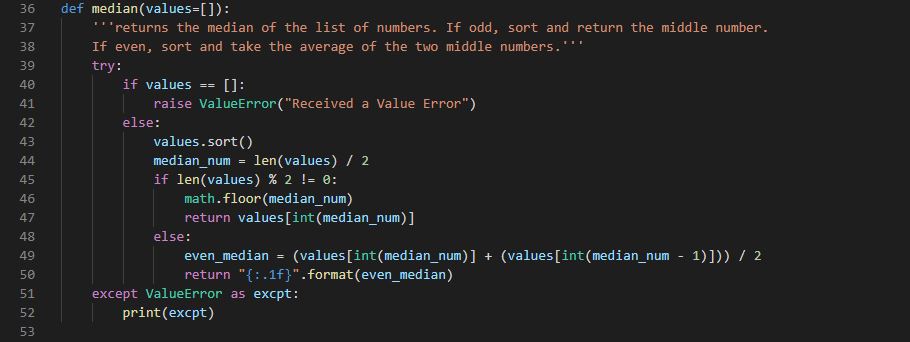 36 def median(values=[]):
37     '''returns the median of the list of numbers. If odd, sort and return the middle number.
38     If even, sort and take the average of the two middle numbers.'''
39     try:
40         if values == []:
41             raise ValueError("Received a Value Error")
42         else:
43             values.sort()
44             median_num = len(values) / 2
45             if len(values) % 2 != 0:
46                 math.floor(median_num)
47                 return values[int(median_num)]
48             else:
49                 even_median = (values[int(median_num)] + (values[int(median_num - 1)])) / 2
50                 return "{:.1f}".format(even_median)
51     except ValueError as excpt:
52         print(excpt)
53